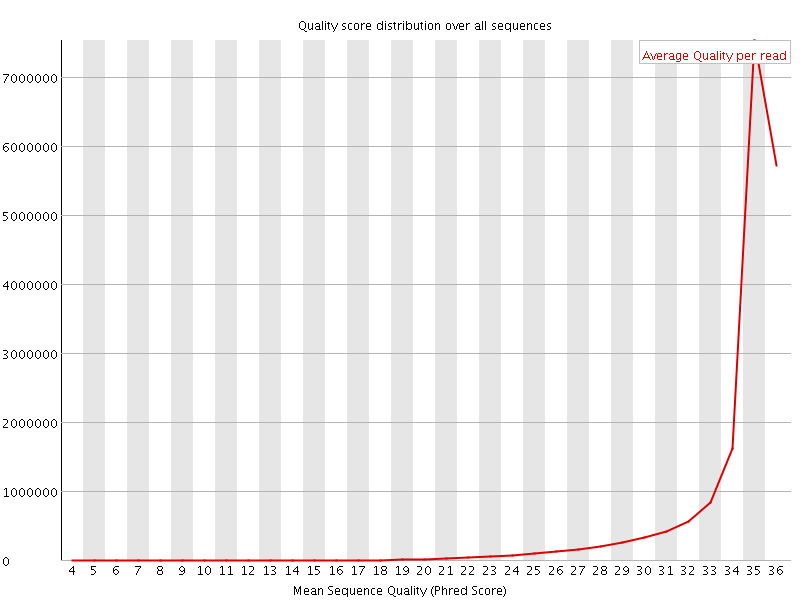 Quality score distribution over all sequences
Average Quality per read
7000000
6000000
5000000
4000000
3000000
2000000
1000000
0
4 5 6 7 8 9 10 11 12 13 14 15 16 17 18 19 20 21 22 23 24 25 26 27 28 29 30 31 32 33 34 35 36
Mean Sequence Quality (Phred Score)